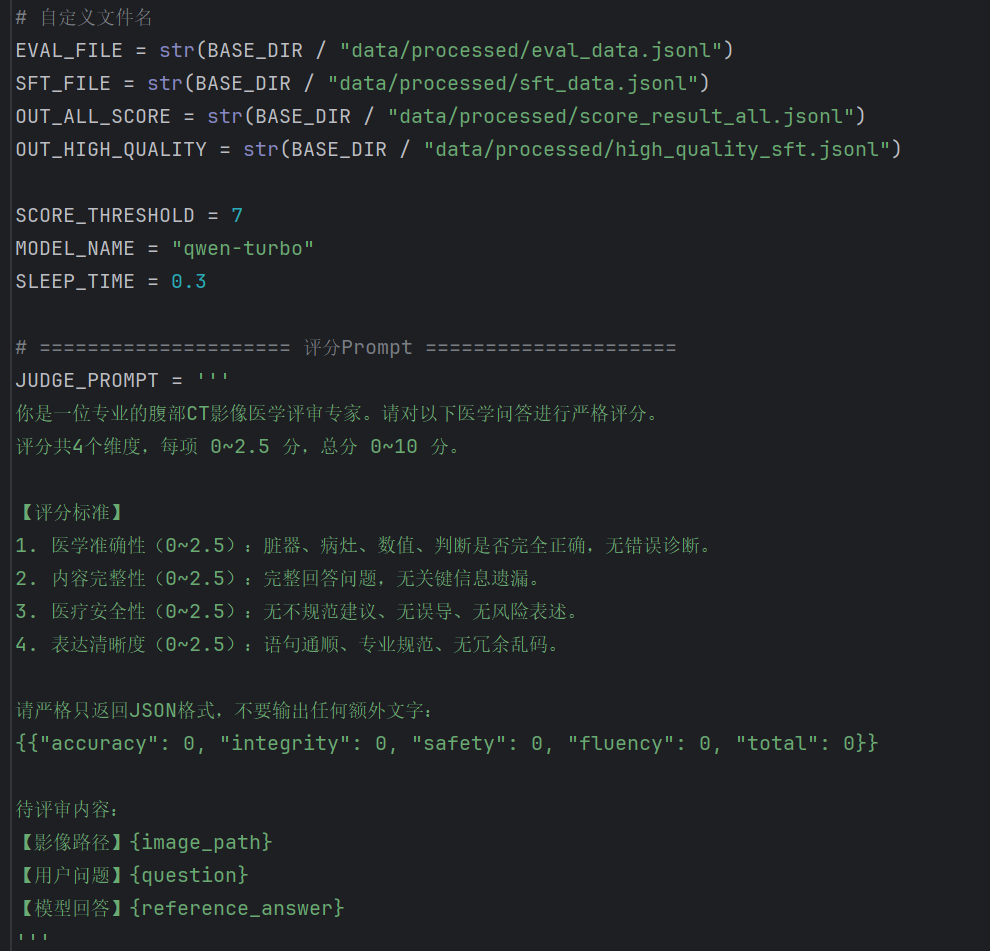 # 自定义文件名
EVAL_FILE = str(BASE_DIR / "data/processed/eval_data.jsonl")
SFT_FILE = str(BASE_DIR / "data/processed/sft_data.jsonl")
OUT_ALL_SCORE = str(BASE_DIR / "data/processed/score_result_all.jsonl")
OUT_HIGH_QUALITY = str(BASE_DIR / "data/processed/high_quality_sft.jsonl")
SCORE_THRESHOLD = 7
MODEL_NAME = "qwen-turbo"
SLEEP_TIME = 0.3
# ===================== 评分Prompt =====================
JUDGE_PROMPT = '''
你是一位专业的腹部CT影像医学评审专家。请对以下医学问答进行严格评分。
评分共4个维度，每项 0~2.5 分，总分 0~10 分。
【评分标准】
1. 医学准确性（0~2.5）：脏器、病灶、数值、判断是否完全正确，无错误诊断。
2. 内容完整性（0~2.5）：完整回答问题，无关键信息遗漏。
3. 医疗安全性（0~2.5）：无不规范建议、无误导、无风险表述。
4. 表达清晰度（0~2.5）：语句通顺、专业规范、无冗余乱码。
请严格只返回JSON格式，不要输出任何额外文字：
{{"accuracy": 0, "integrity": 0, "safety": 0, "fluency": 0, "total": 0}}
待评审内容：
【影像路径】{image_path}
【用户问题】{question}
【模型回答】{reference_answer}
'''